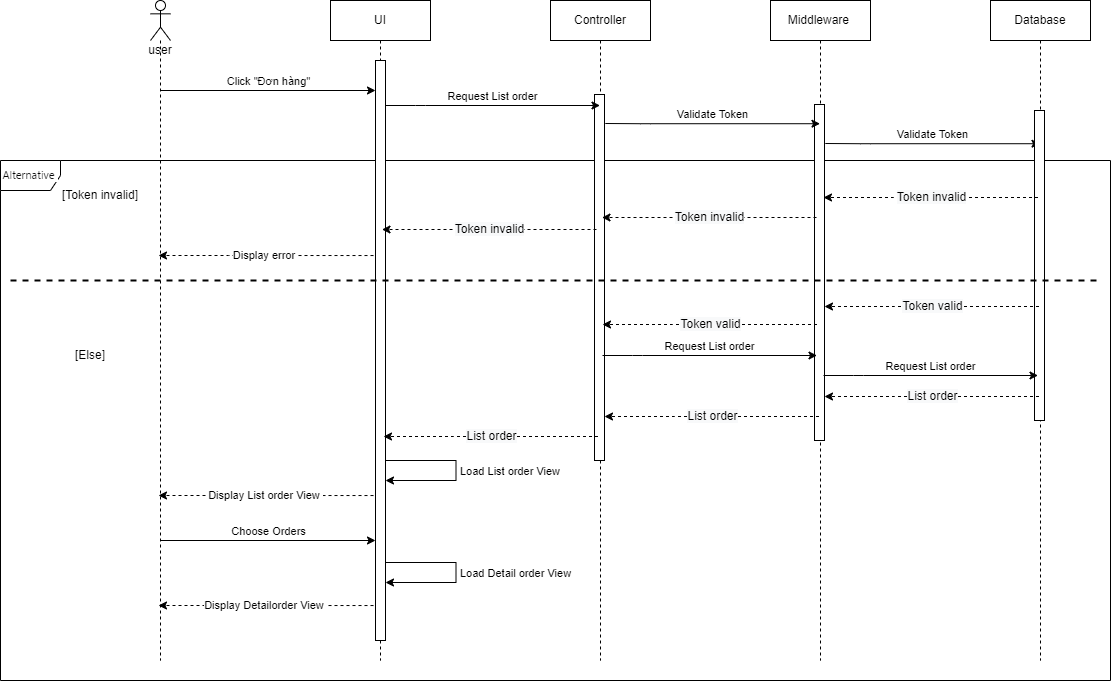 user
UI
Controller
Middleware
Database
Click "Đơn hàng"
Request List order
Validate Token
Validate Token
Alternative
[Token invalid]
Token invalid
Token invalid
Token invalid
Display error
Token valid
Token valid
[Else]
Request List order
Request List order
List order
List order
List order
Load List order View
Display List order View
Choose Orders
Load Detail order View
Display Detailorder View